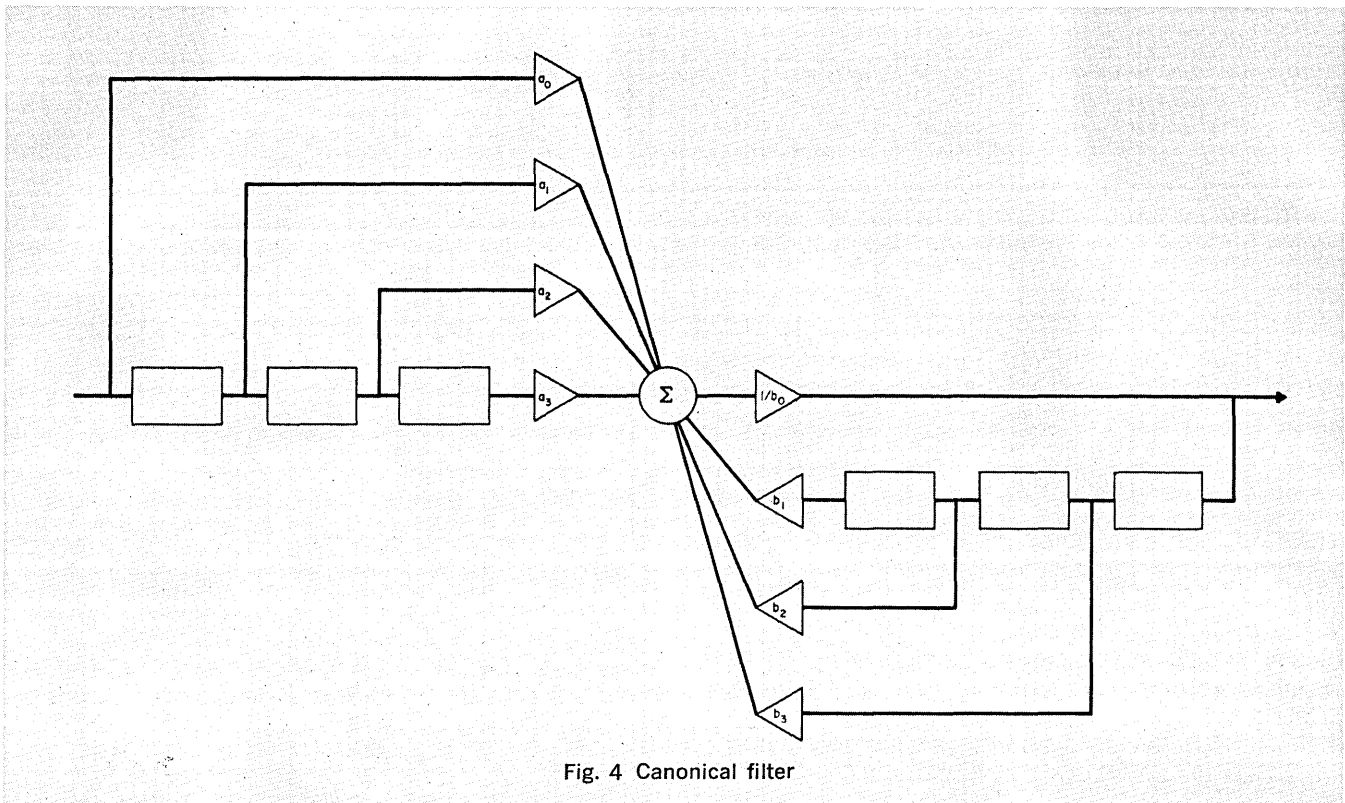 a₀
a₁
a₂
a₃
Σ
1/b₀
b₁
b₂
b₃
Fig. 4 Canonical filter